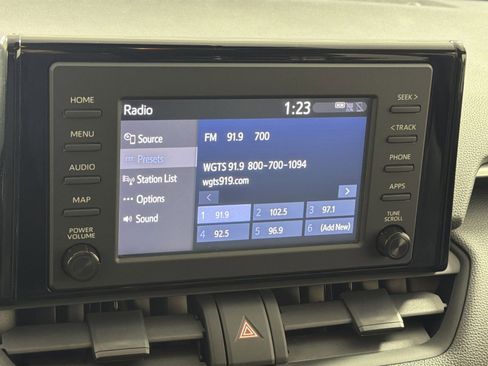 Radio 1:23
HOME
MENU
AUDIO
MAP
POWER
VOLUME
Source
Presets
Station List
Options
Sound
FM 91.9 700
WGTS 91.9 800-700-1094
wgts919.com
< >
1 91.9 2 102.5 3 97.1
4 92.5 5 96.9 6 (Add New)
SEEK >
< TRACK
PHONE
APPS
TUNE
SCROLL